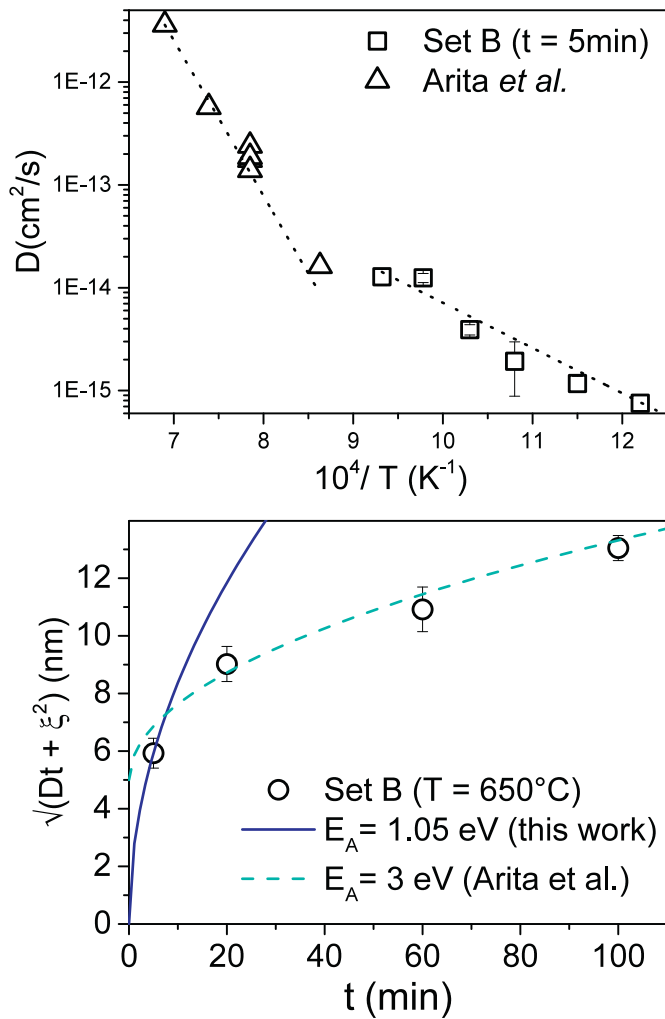 Set B (t = 5min)
Arita et al.
D(cm²/s)
1E-12
1E-13
1E-14
1E-15
7 8 9 10 11 12
10⁴/ T (K⁻¹)
√(Dt + ξ²) (nm)
12
10
8
6
4
2
0
Set B (T = 650°C)
E_A = 1.05 eV (this work)
E_A = 3 eV (Arita et al.)
0 20 40 60 80 100
t (min)